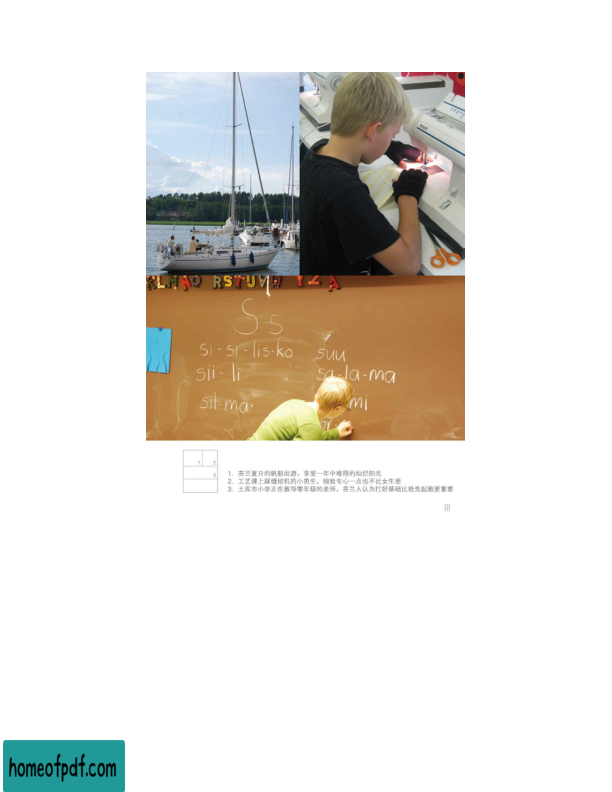 KLMNO RSTUVW YZ A
S s
si-si-lis-ko suu
sii-li sa-la-ma
sil-mä mi
1 2
3
1. 芬兰夏日的帆船出游，享受一年中难得的灿烂阳光
2. 工艺课上踩缝纫机的小男生，细致专心一点也不比女生差
3. 土库市小学正在教导零年级的老师，芬兰人认为打好基础比抢先起跑更重要
III
homeofpdf.com